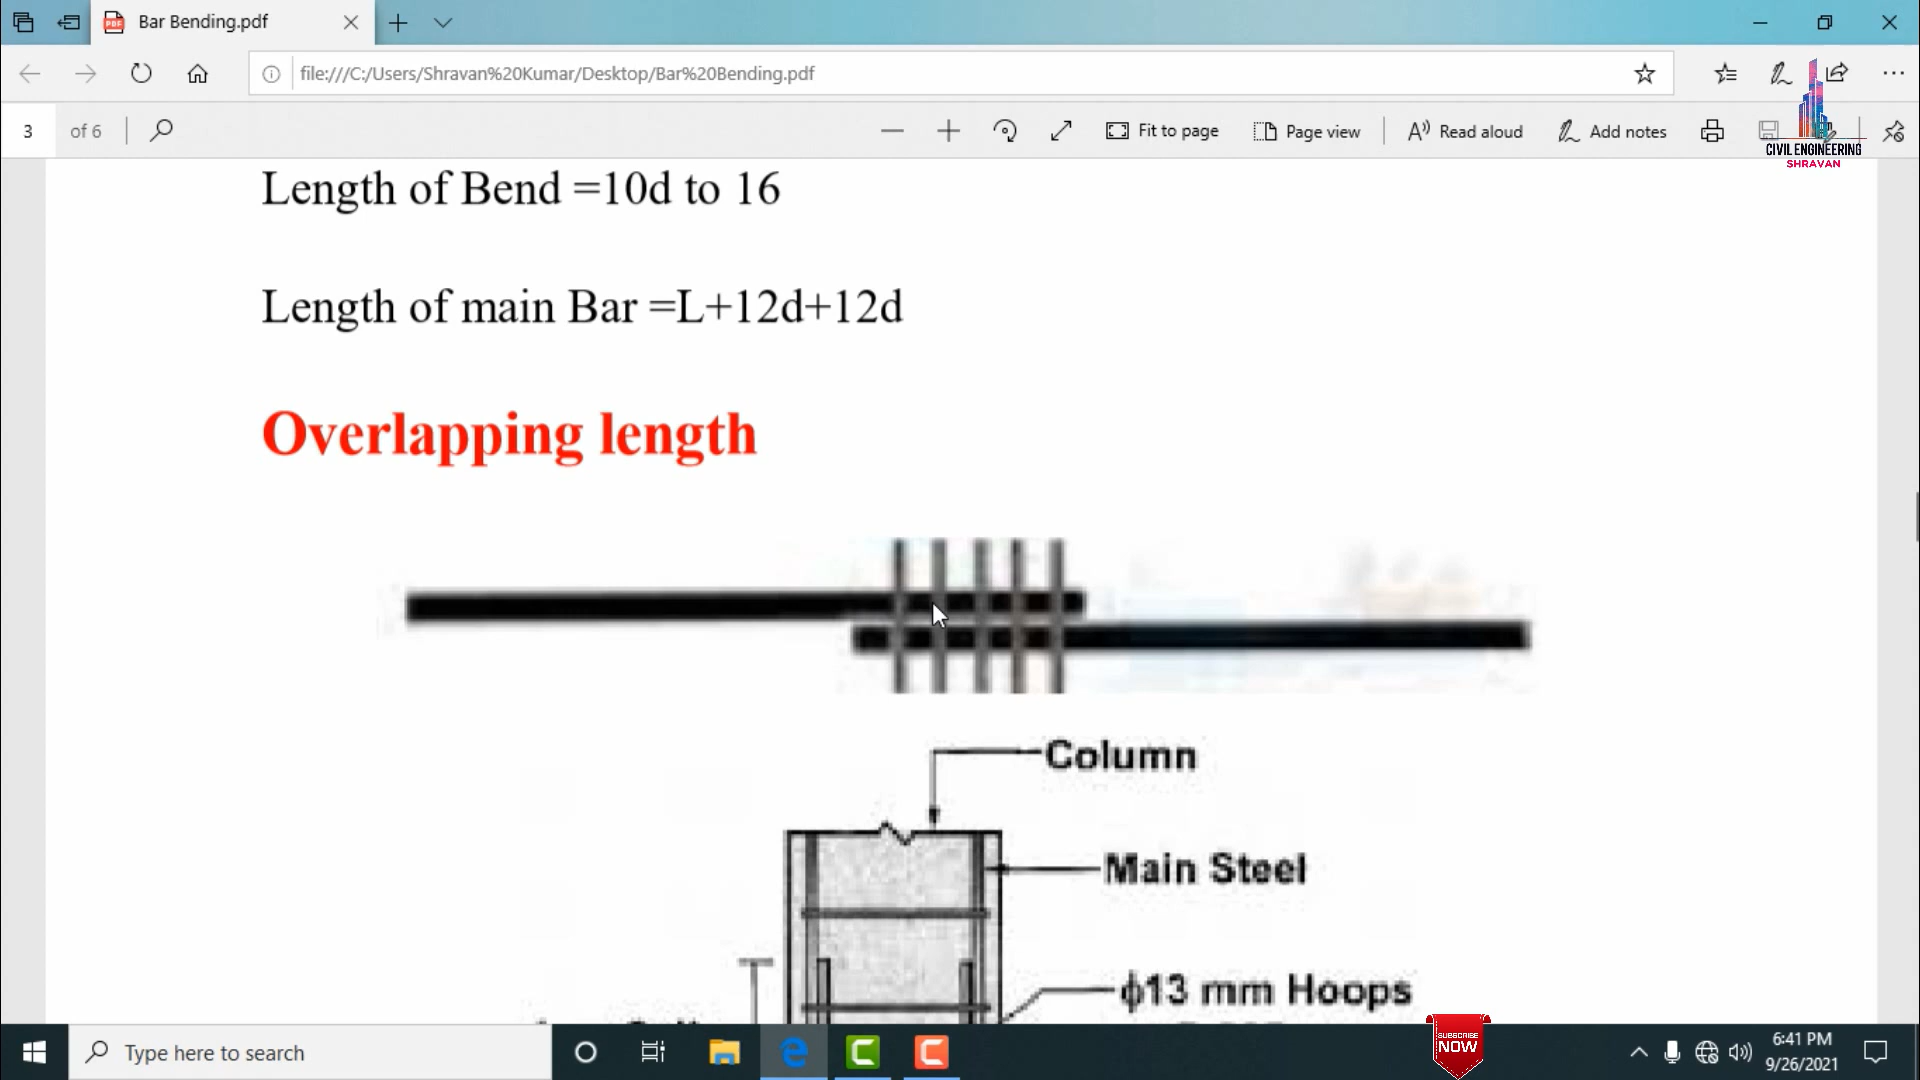 Bar Bending.pdf
file:///C:/Users/Shravan%20Kumar/Desktop/Bar%20Bending.pdf
3 of 6
Fit to page
Page view
Read aloud
Add notes
CIVIL ENGINEERING
SHRAVAN
Length of Bend =10d to 16
Length of main Bar =L+12d+12d
Overlapping length
Column
Main Steel
ϕ13 mm Hoops
Type here to search
SUBSCRIBE
NOW
6:41 PM
9/26/2021